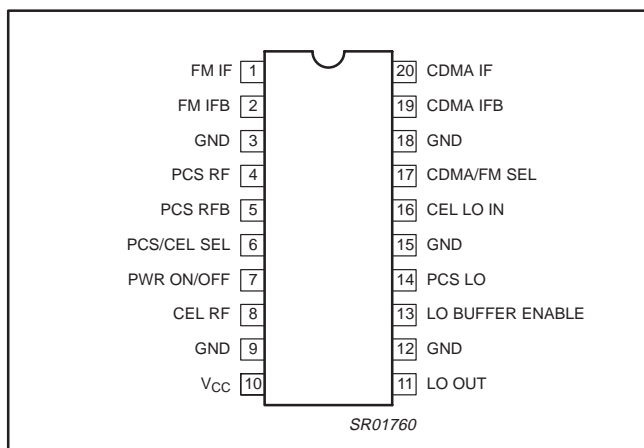 FM IF 1 20 CDMA IF
FM IFB 2 19 CDMA IFB
GND 3 18 GND
PCS RF 4 17 CDMA/FM SEL
PCS RFB 5 16 CEL LO IN
PCS/CEL SEL 6 15 GND
PWR ON/OFF 7 14 PCS LO
CEL RF 8 13 LO BUFFER ENABLE
GND 9 12 GND
VCC 10 11 LO OUT
SR01760